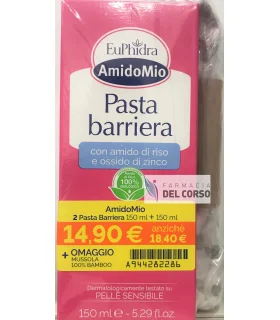 EuPhidra
AmidoMio
Pasta
barriera
con amido di riso
e ossido di zinco
100%
FARMACIA
DEL CORSO
AmidoMio
2 Pasta Barriera 150 ml + 150 ml
14,90 €
anziché
18,40 €
+ OMAGGIO
MUSSOLA
100% BAMBOO
A944282286
Dermatologicamente testato su
PELLE SENSIBILE
150 ml e - 5.29 fl.oz.